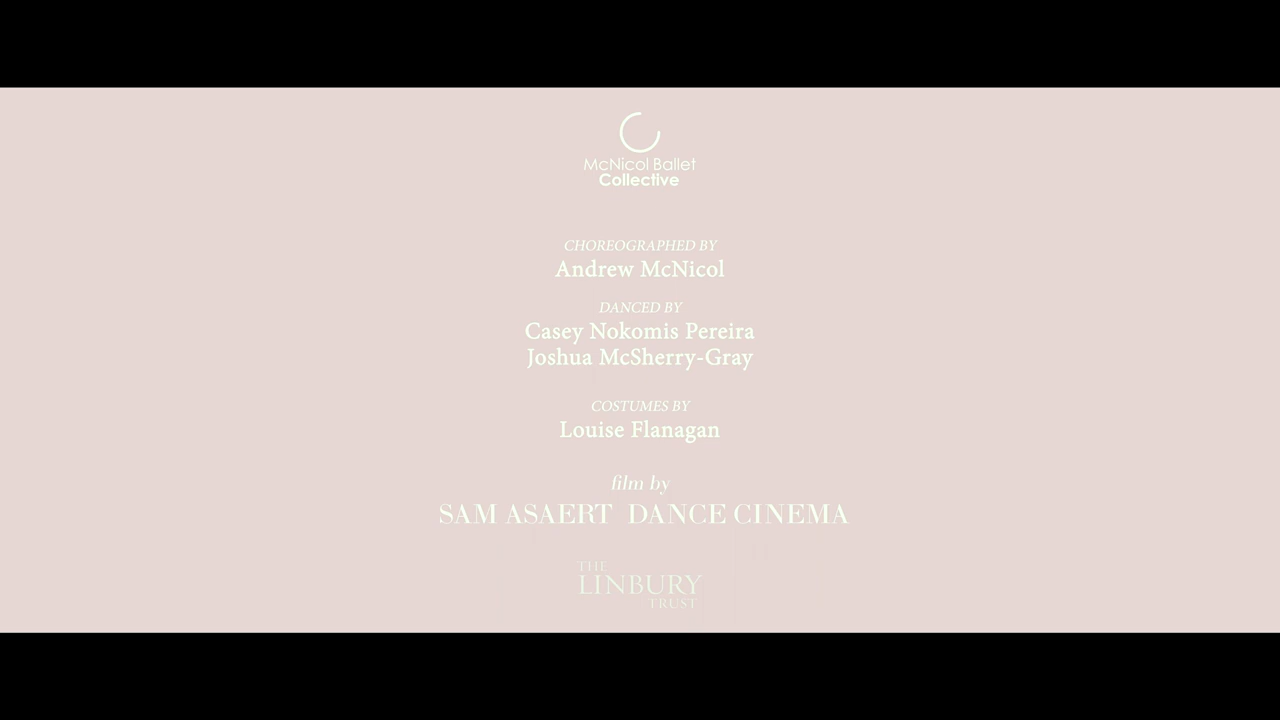 McNicol Ballet
Collective
CHOREOGRAPHED BY
Andrew McNicol
DANCED BY
Casey Nokomis Pereira
Joshua McSherry-Gray
COSTUMES BY
Louise Flanagan
film by
SAM ASAERT DANCE CINEMA
THE
LINBURY
TRUST